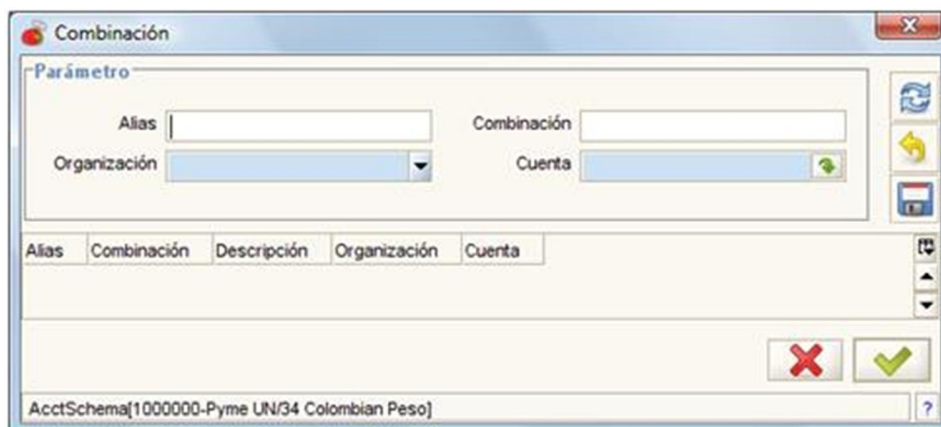 Combinación
Parámetro
Alias Combinación
Organización Cuenta
Alias Combinación Descripción Organización Cuenta
AcctSchema[1000000-Pyme UN/34 Colombian Peso] ?